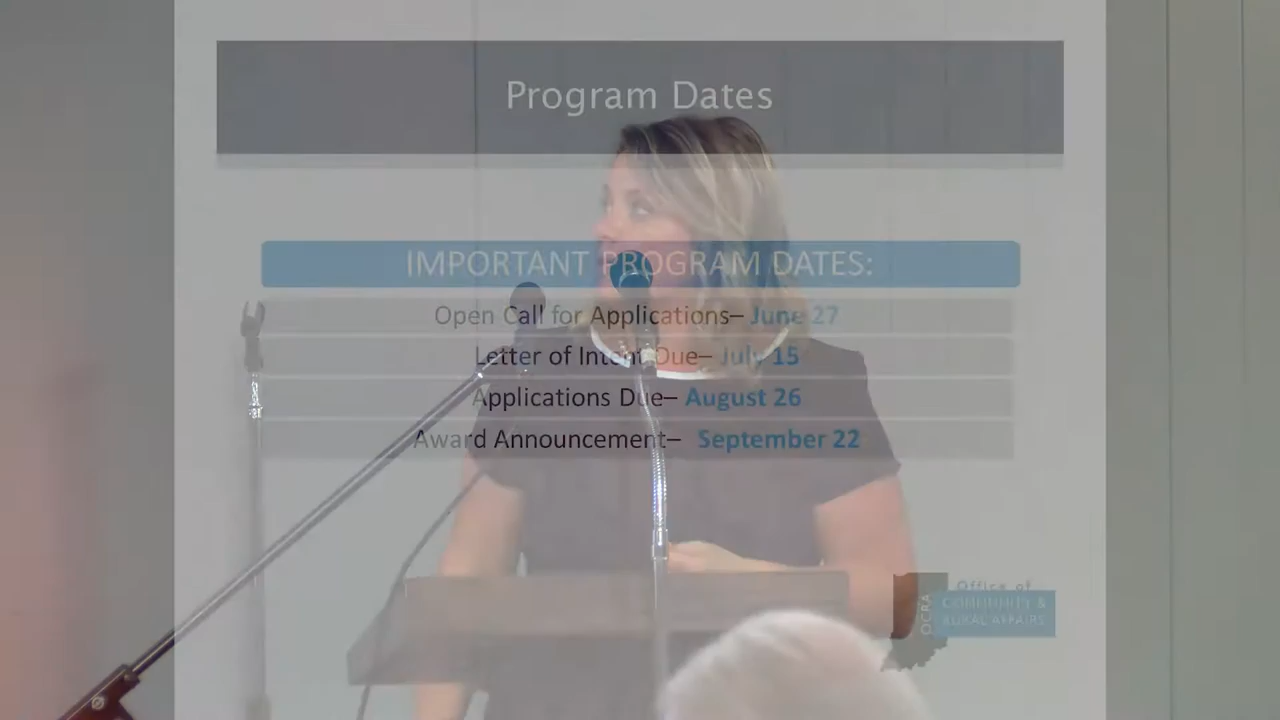 Program Dates
IMPORTANT PROGRAM DATES:
Open Call for Applications– June 27
Letter of Intent Due– July 15
Applications Due– August 26
Award Announcement– September 22
OCRA
Office of
COMMUNITY &
RURAL AFFAIRS